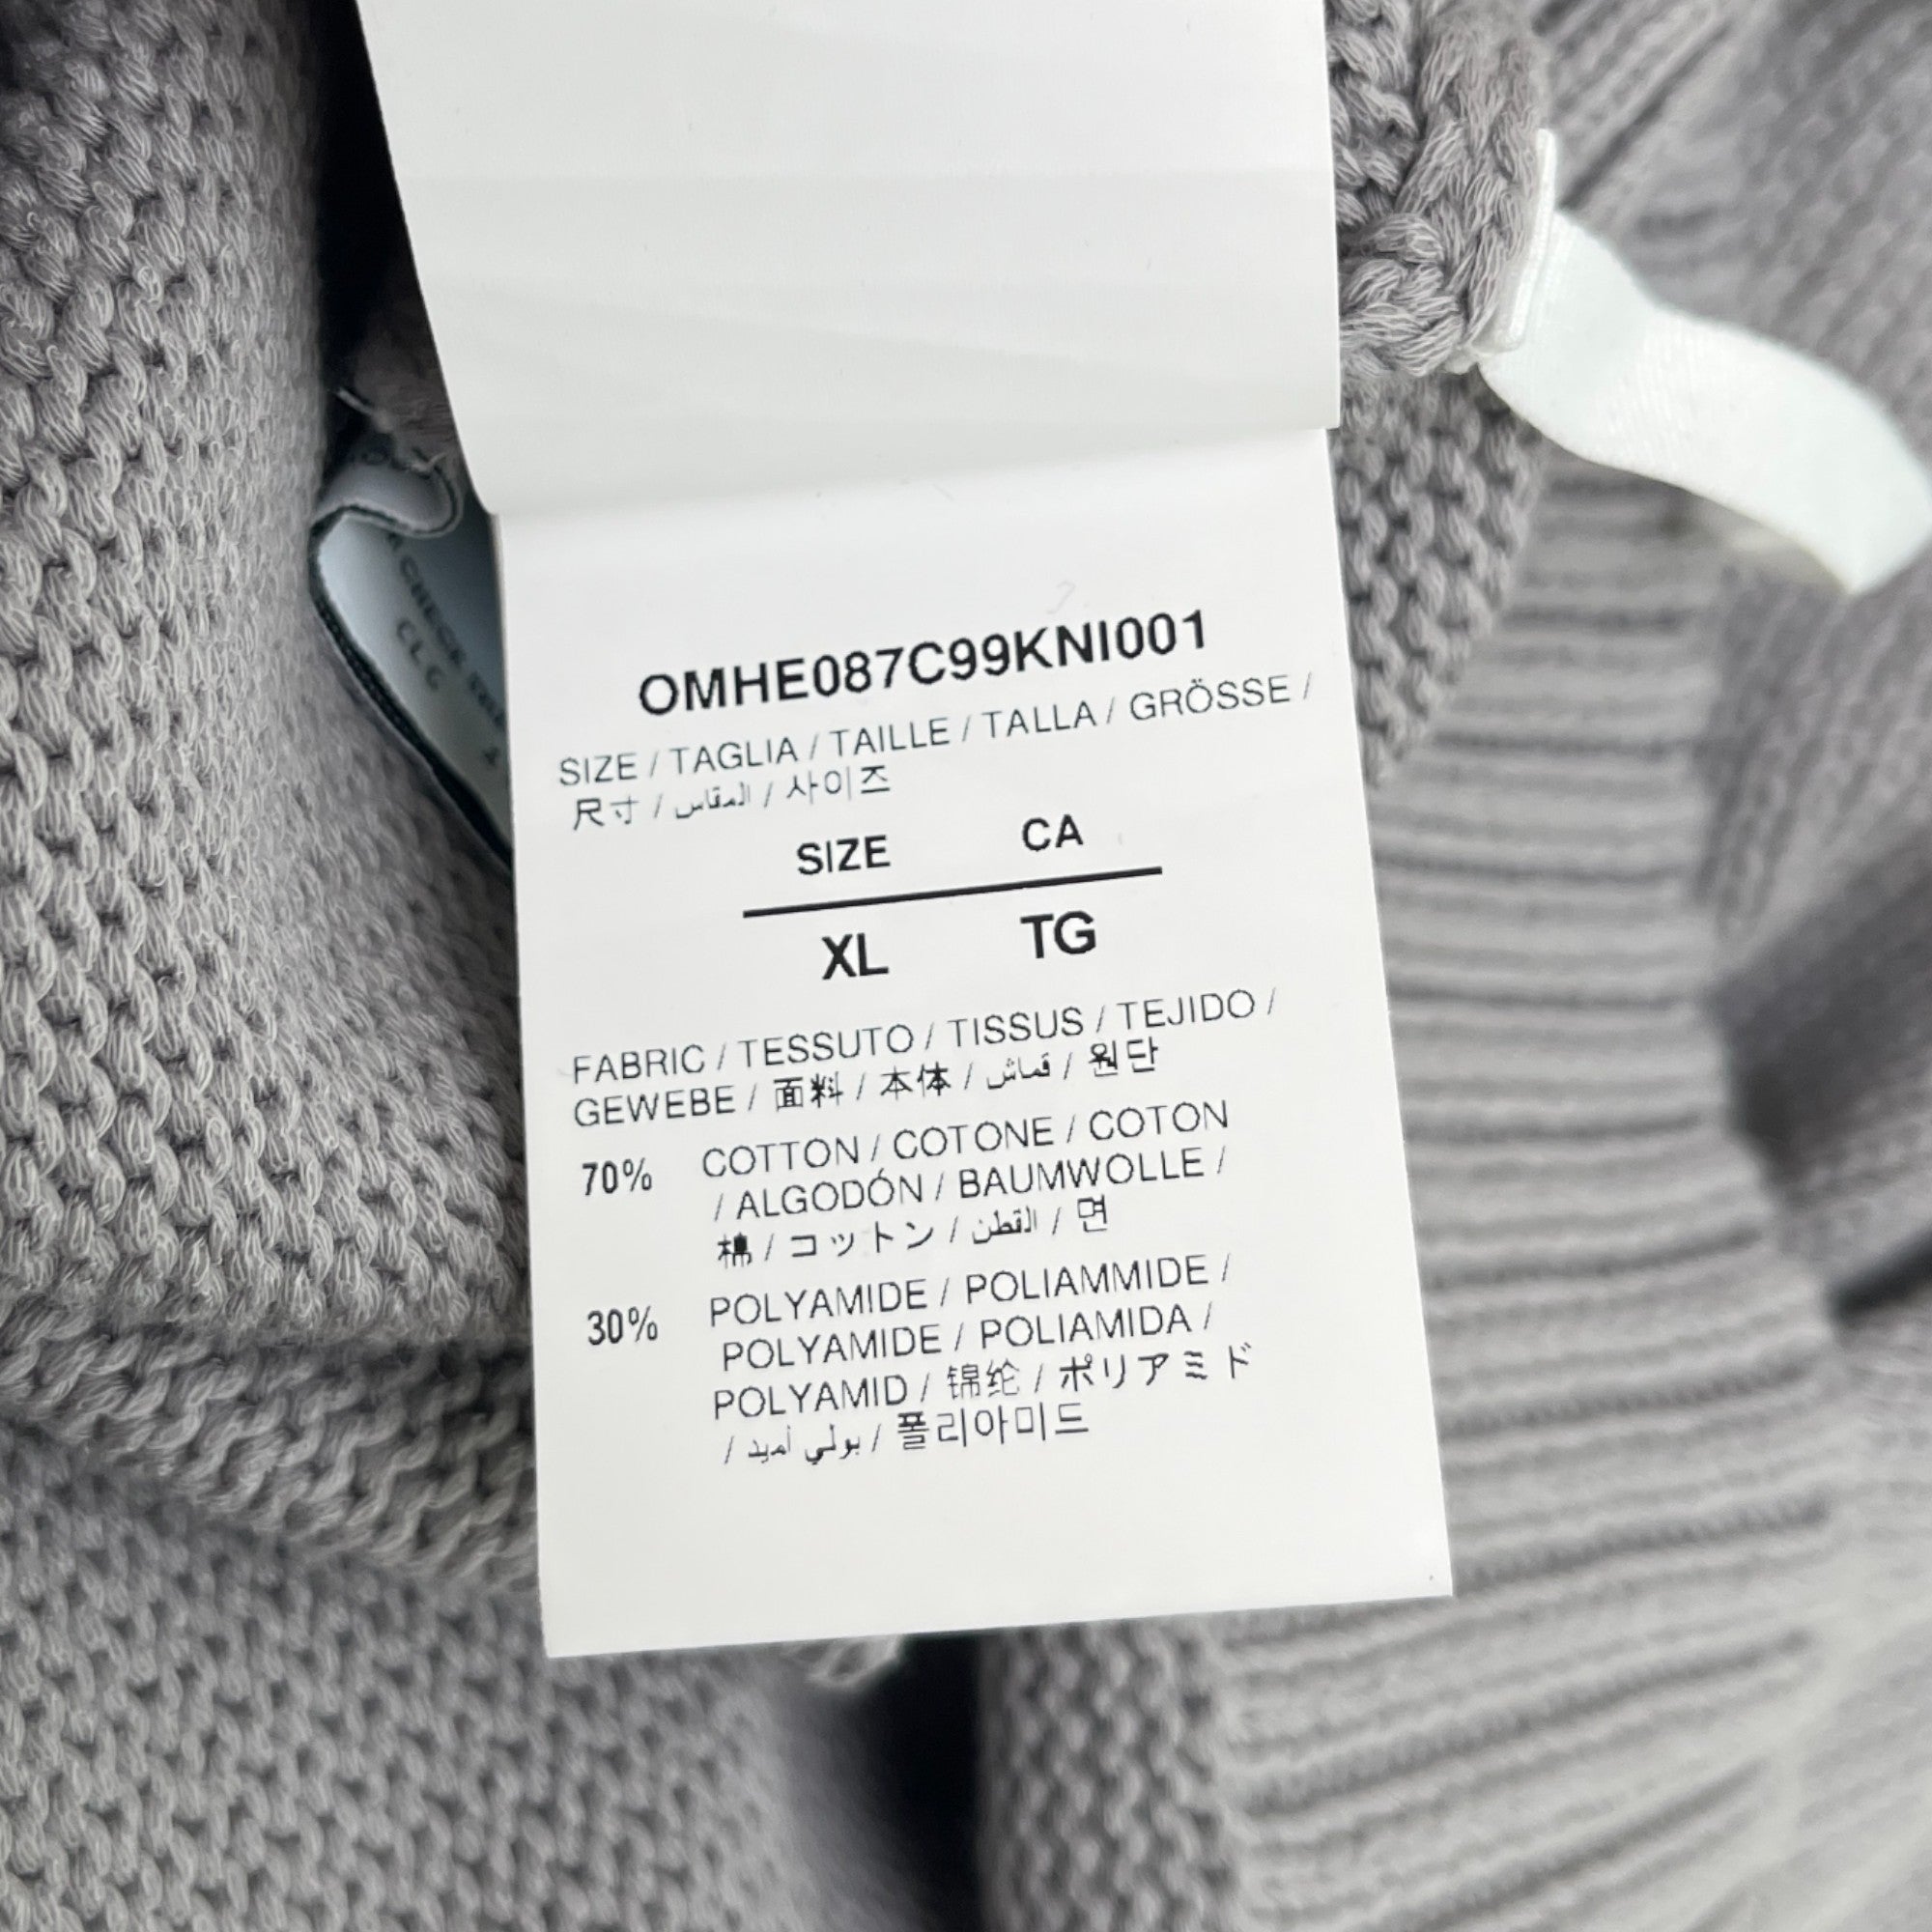 OMHE087C99KNI001
SIZE / TAGLIA / TAILLE / TALLA / GRÖSSE /
尺寸 / المقاس / 사이즈
SIZE CA
XL TG
FABRIC / TESSUTO / TISSUS / TEJIDO /
GEWEBE / 面料 / 本体 / قماش / 원단
70% COTTON / COTONE / COTON
/ ALGODÓN / BAUMWOLLE /
棉 / コットン / القطن / 면
30% POLYAMIDE / POLIAMMIDE /
POLYAMIDE / POLIAMIDA /
POLYAMID / 锦纶 / ポリアミド
/ بولي أميد / 폴리아미드
CLG